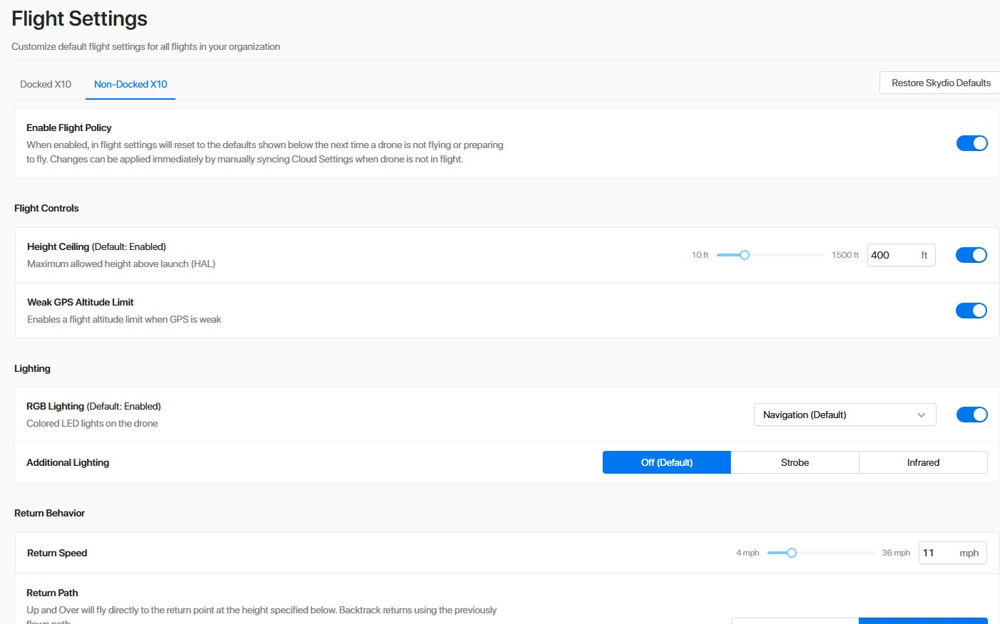 Flight Settings
Customize default flight settings for all flights in your organization
Docked X10
Non-Docked X10
Restore Skydio Defaults
Enable Flight Policy
When enabled, in flight settings will reset to the defaults shown below the next time a drone is not flying or preparing
to fly. Changes can be applied immediately by manually syncing Cloud Settings when drone is not in flight.
Flight Controls
Height Ceiling (Default: Enabled)
Maximum allowed height above launch (HAL)
10 ft
1500 ft
400 ft
Weak GPS Altitude Limit
Enables a flight altitude limit when GPS is weak
Lighting
RGB Lighting (Default: Enabled)
Colored LED lights on the drone
Navigation (Default)
Additional Lighting
Off (Default)
Strobe
Infrared
Return Behavior
Return Speed
4 mph
36 mph
11 mph
Return Path
Up and Over will fly directly to the return point at the height specified below. Backtrack returns using the previously
flown path